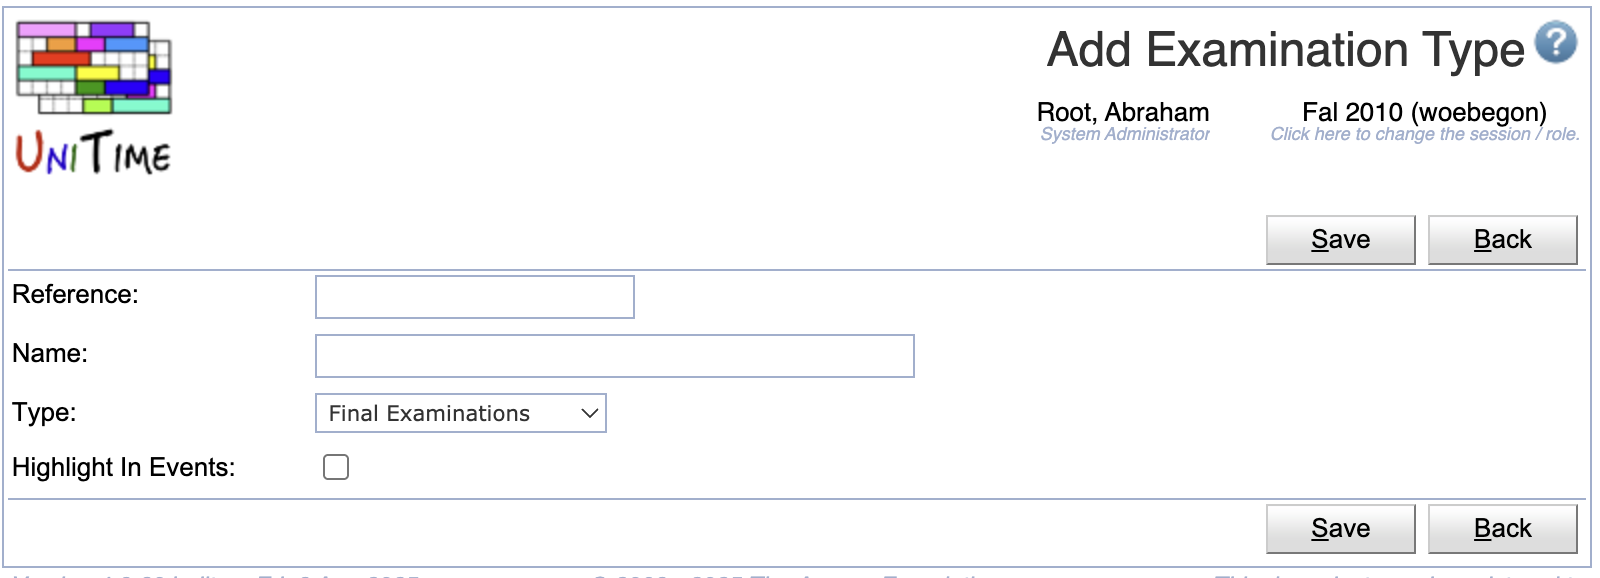 Add Examination Type
?
UNITIME
Root, Abraham
System Administrator
Fal 2010 (woebegon)
Click here to change the session / role.
Save Back
Reference:
Name:
Type: Final Examinations
Highlight In Events:
Save Back